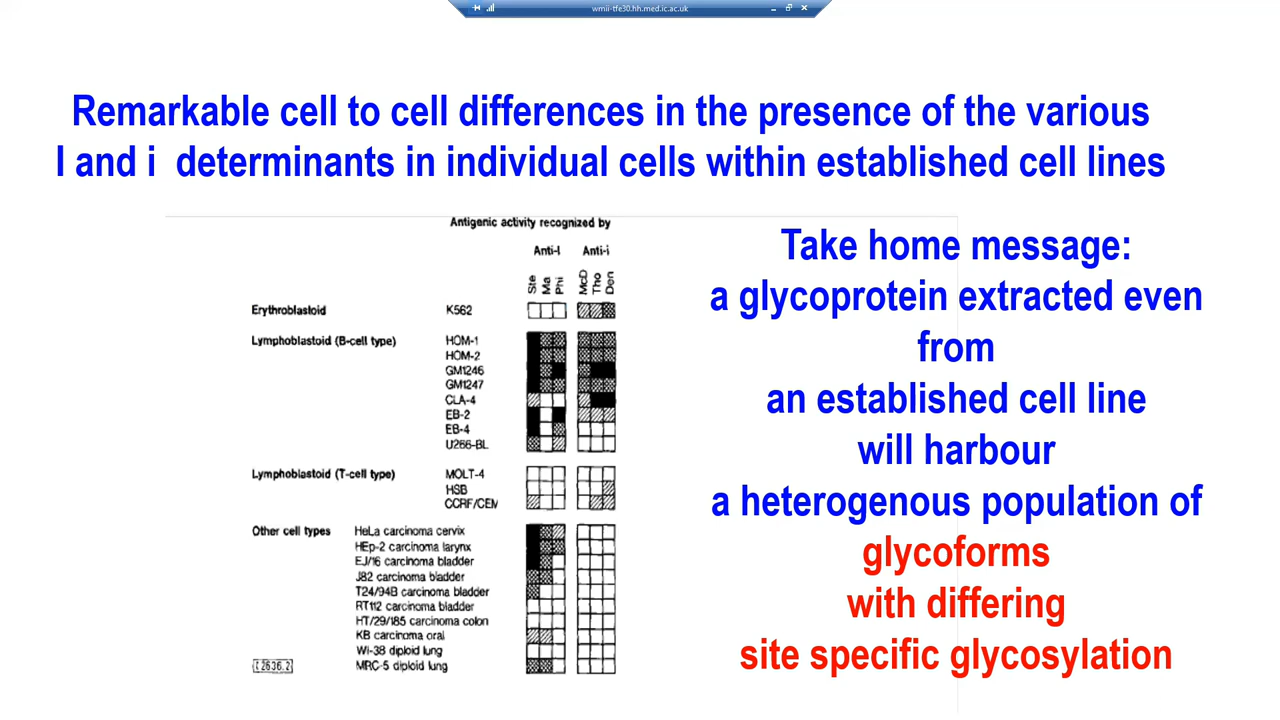 wmii-tfe30.hh.med.ic.ac.uk
Remarkable cell to cell differences in the presence of the various
I and i determinants in individual cells within established cell lines
Antigenic activity recognized by
Anti-I Anti-i
Ste Ma Phi McD Tho Den
Erythroblastoid K562
Lymphoblastoid (B-cell type) HOM-1
HOM-2
GM1246
GM1247
CLA-4
EB-2
EB-4
U266-BL
Lymphoblastoid (T-cell type) MOLT-4
HSB
CCRF/CEM
Other cell types HeLa carcinoma cervix
HEp-2 carcinoma larynx
EJ/16 carcinoma bladder
J82 carcinoma bladder
T24/94B carcinoma bladder
RT112 carcinoma bladder
HT/29/185 carcinoma colon
KB carcinoma oral
WI-38 diploid lung
MRC-5 diploid lung
2636.2
Take home message:
a glycoprotein extracted even
from
an established cell line
will harbour
a heterogenous population of
glycoforms
with differing
site specific glycosylation